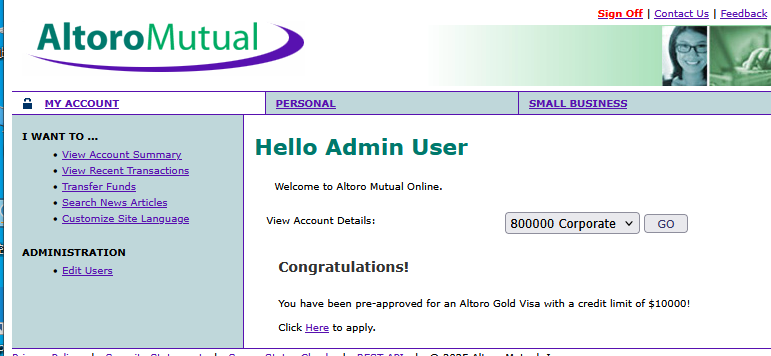 Sign Off | Contact Us | Feedback
AltoroMutual
MY ACCOUNT
PERSONAL
SMALL BUSINESS
I WANT TO ...
• View Account Summary
• View Recent Transactions
• Transfer Funds
• Search News Articles
• Customize Site Language
ADMINISTRATION
• Edit Users
Hello Admin User
Welcome to Altoro Mutual Online.
View Account Details:
800000 Corporate
GO
Congratulations!
You have been pre-approved for an Altoro Gold Visa with a credit limit of $10000!
Click Here to apply.